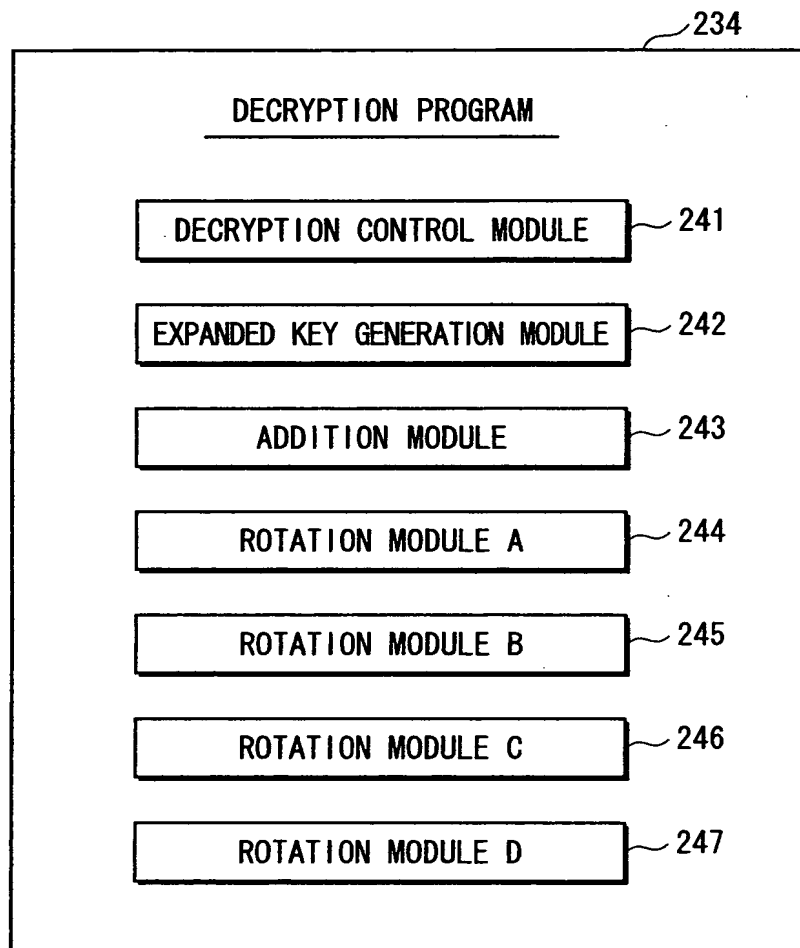 234
DECRYPTION PROGRAM
DECRYPTION CONTROL MODULE 241
EXPANDED KEY GENERATION MODULE 242
ADDITION MODULE 243
ROTATION MODULE A 244
ROTATION MODULE B 245
ROTATION MODULE C 246
ROTATION MODULE D 247